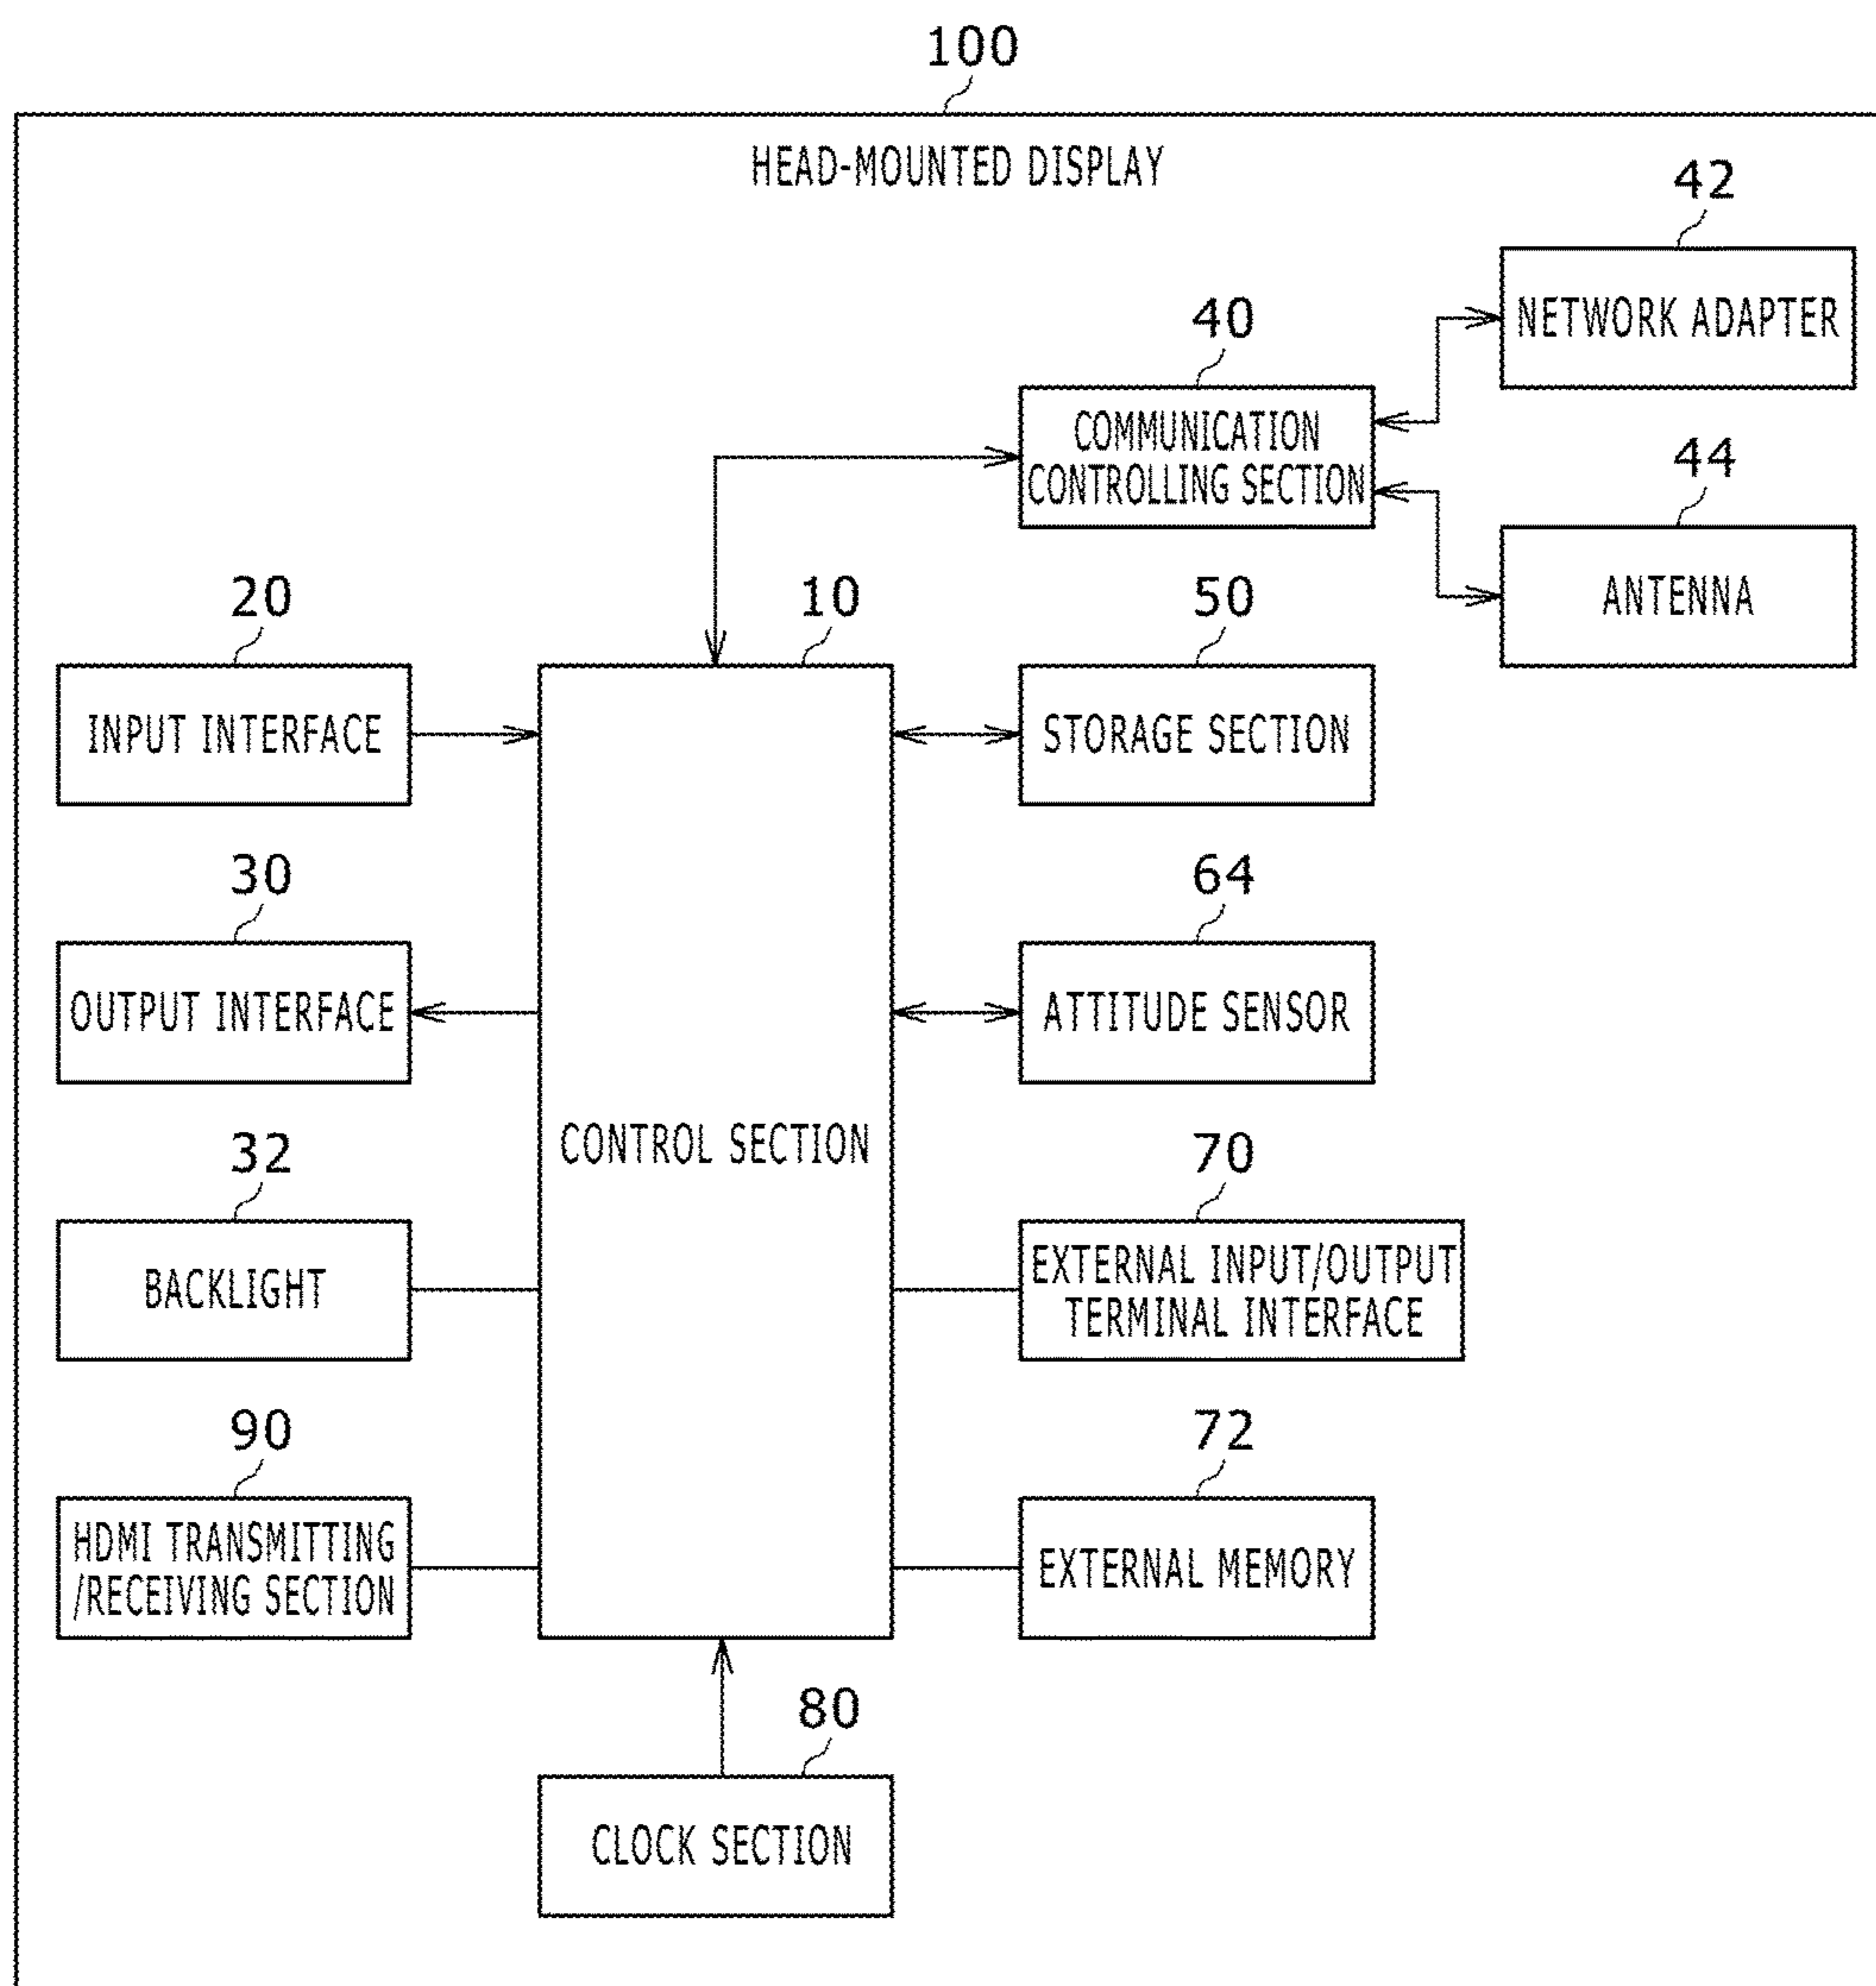 100
HEAD-MOUNTED DISPLAY
42
NETWORK ADAPTER
40
COMMUNICATION
CONTROLLING SECTION
44
ANTENNA
20
INPUT INTERFACE
10
CONTROL SECTION
50
STORAGE SECTION
30
OUTPUT INTERFACE
64
ATTITUDE SENSOR
32
BACKLIGHT
70
EXTERNAL INPUT/OUTPUT
TERMINAL INTERFACE
90
HDMI TRANSMITTING
/RECEIVING SECTION
72
EXTERNAL MEMORY
80
CLOCK SECTION